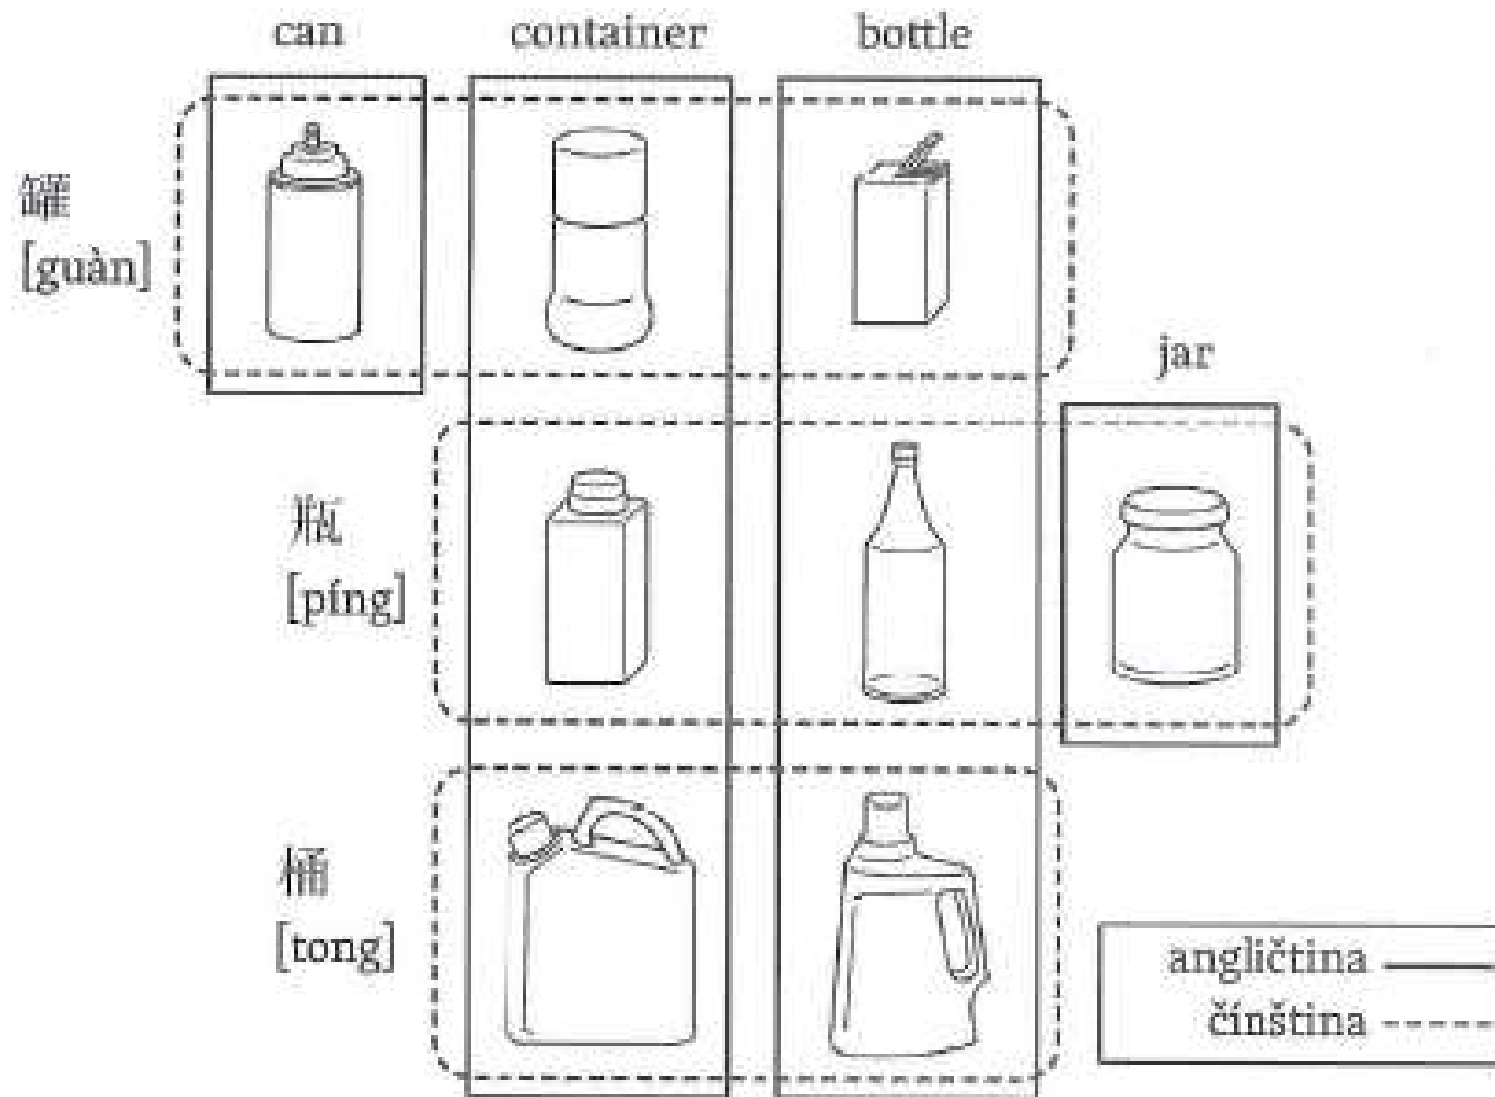 can
container
bottle
罐
[guàn]
jar
瓶
[píng]
桶
[tong]
angličtina
čínština